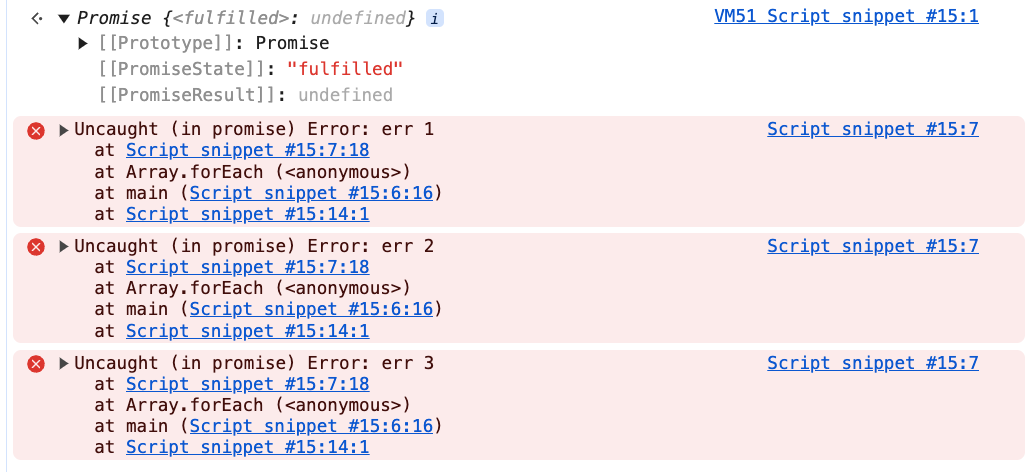 Promise {<fulfilled>: undefined} i VM51 Script snippet #15:1
[[Prototype]]: Promise
[[PromiseState]]: "fulfilled"
[[PromiseResult]]: undefined
Uncaught (in promise) Error: err 1 Script snippet #15:7
at Script snippet #15:7:18
at Array.forEach (<anonymous>)
at main (Script snippet #15:6:16)
at Script snippet #15:14:1
Uncaught (in promise) Error: err 2 Script snippet #15:7
at Script snippet #15:7:18
at Array.forEach (<anonymous>)
at main (Script snippet #15:6:16)
at Script snippet #15:14:1
Uncaught (in promise) Error: err 3 Script snippet #15:7
at Script snippet #15:7:18
at Array.forEach (<anonymous>)
at main (Script snippet #15:6:16)
at Script snippet #15:14:1